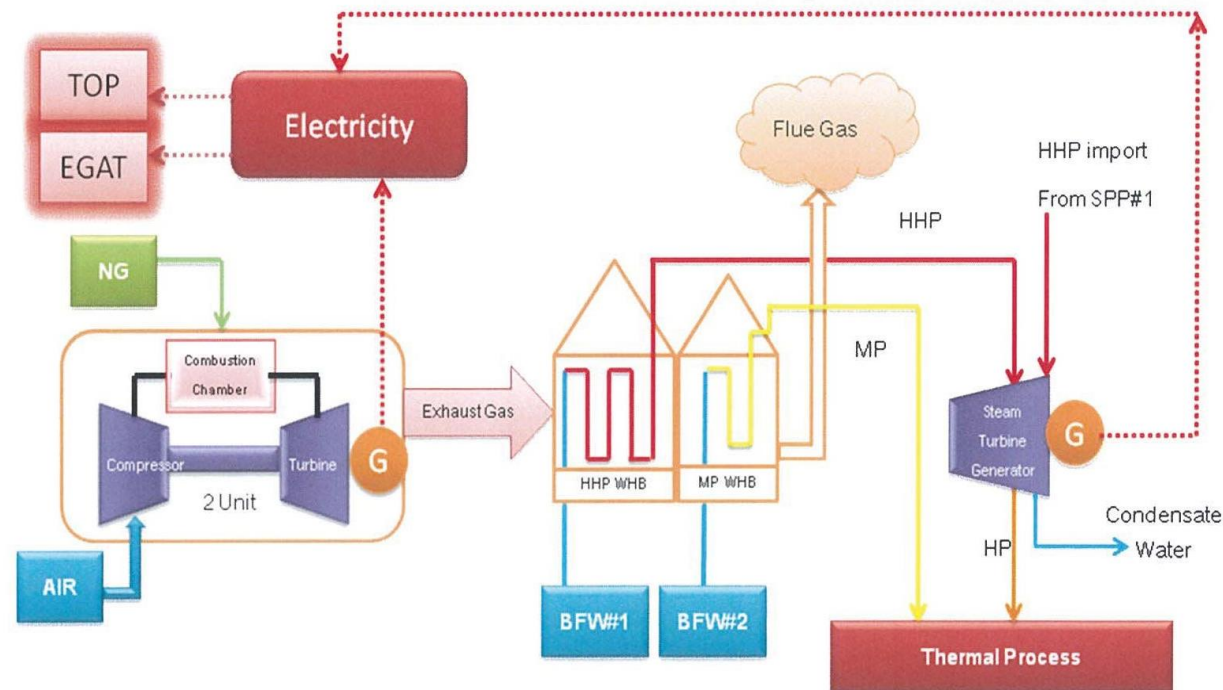 TOP
EGAT
Electricity
Flue Gas
HHP import
From SPP#1
HHP
NG
MP
Combustion
Chamber
Exhaust Gas
Steam
Turbine
Generator
G
Compressor
Turbine
G
2 Unit
HHP WHB
MP WHB
Condensate
Water
HP
AIR
BFW#1
BFW#2
Thermal Process